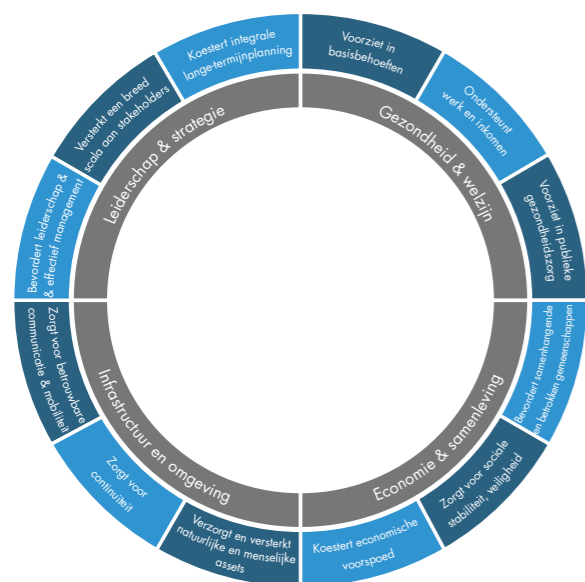 Voorziet in
basisbehoeften
Ondersteunt
werk en inkomen
Voorziet in publieke
gezondheidszorg
Bevordert samenhangende
en betrokken gemeenschappen
Zorgt voor sociale
stabiliteit, veiligheid
Koestert economische
voorspoed
Verzorgt en versterkt
natuurlijke en menselijke
assets
Zorgt voor
continuïteit
Zorgt voor betrouwbare
communicatie & mobiliteit
Bevordert leiderschap &
& effectief management
Versterkt een breed
scala aan stakeholders
Koestert integrale
lange-termijnplanning
Gezondheid & welzijn
Economie & samenleving
Infrastructuur en omgeving
Leiderschap & strategie